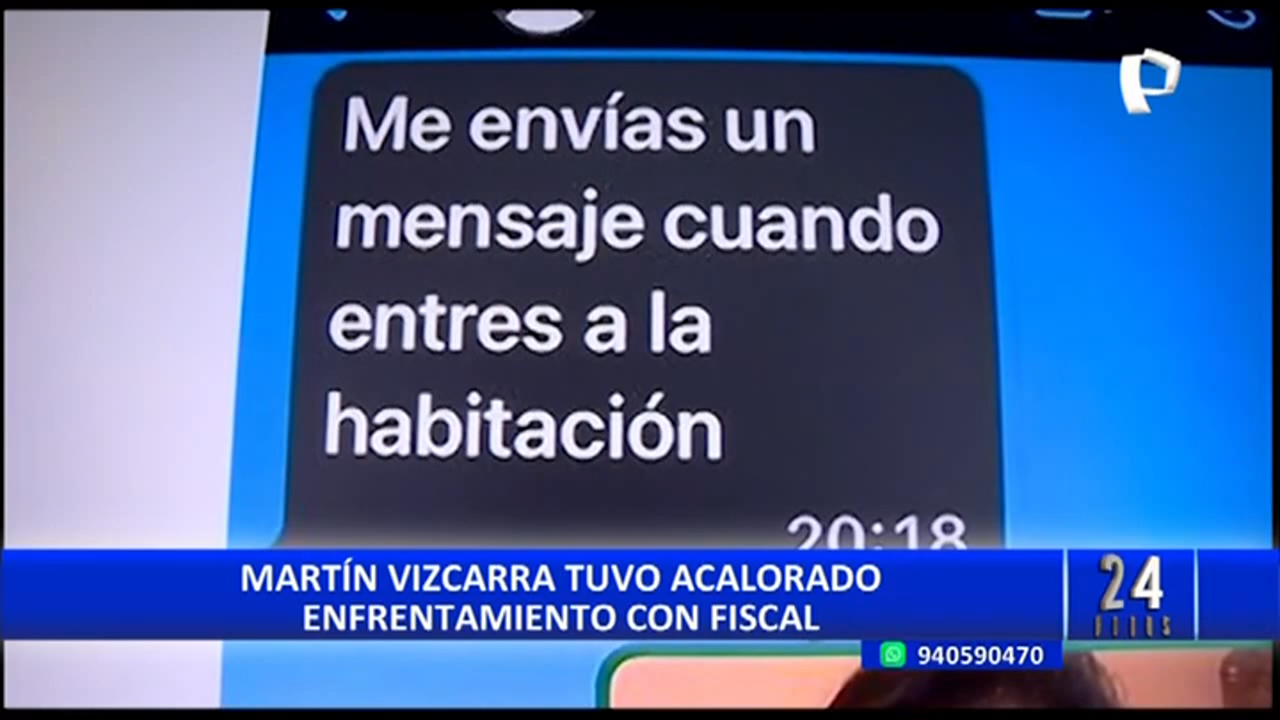 Me envías un
mensaje cuando
entres a la
habitación
20:18
MARTÍN VIZCARRA TUVO ACALORADO
ENFRENTAMIENTO CON FISCAL
24
940590470